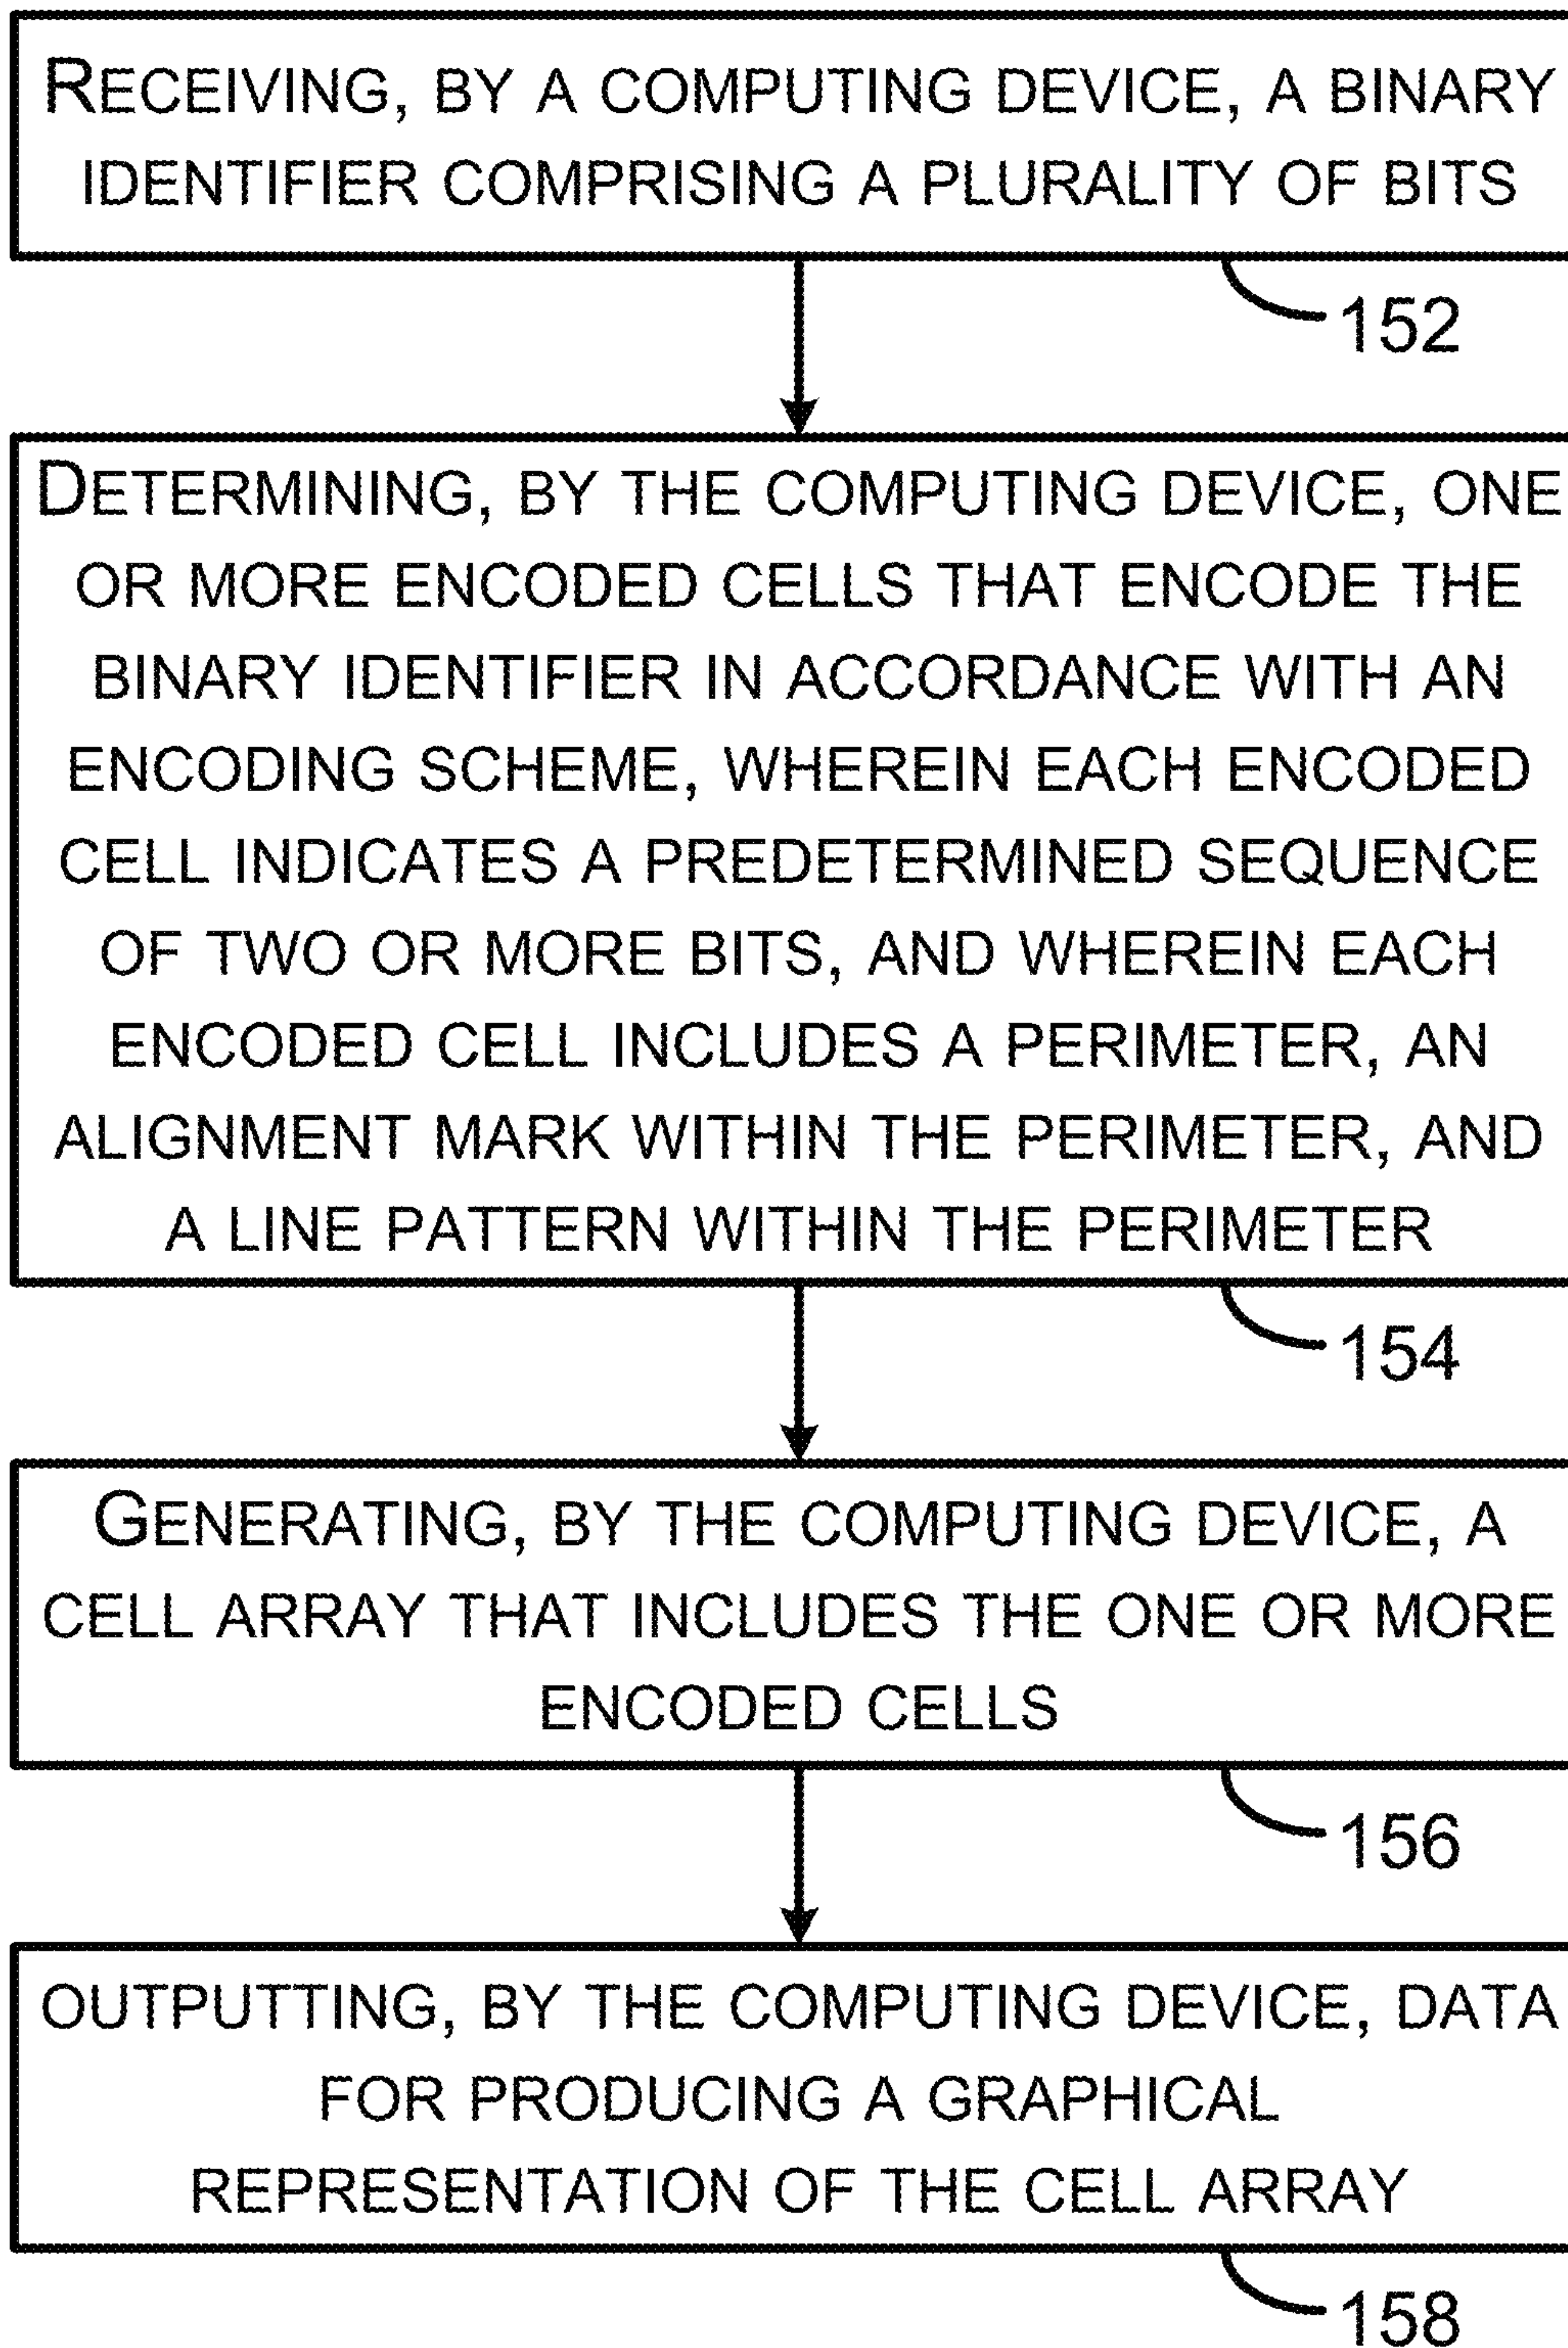 RECEIVING, BY A COMPUTING DEVICE, A BINARY
IDENTIFIER COMPRISING A PLURALITY OF BITS
152
DETERMINING, BY THE COMPUTING DEVICE, ONE
OR MORE ENCODED CELLS THAT ENCODE THE
BINARY IDENTIFIER IN ACCORDANCE WITH AN
ENCODING SCHEME, WHEREIN EACH ENCODED
CELL INDICATES A PREDETERMINED SEQUENCE
OF TWO OR MORE BITS, AND WHEREIN EACH
ENCODED CELL INCLUDES A PERIMETER, AN
ALIGNMENT MARK WITHIN THE PERIMETER, AND
A LINE PATTERN WITHIN THE PERIMETER
154
GENERATING, BY THE COMPUTING DEVICE, A
CELL ARRAY THAT INCLUDES THE ONE OR MORE
ENCODED CELLS
156
OUTPUTTING, BY THE COMPUTING DEVICE, DATA
FOR PRODUCING A GRAPHICAL
REPRESENTATION OF THE CELL ARRAY
158